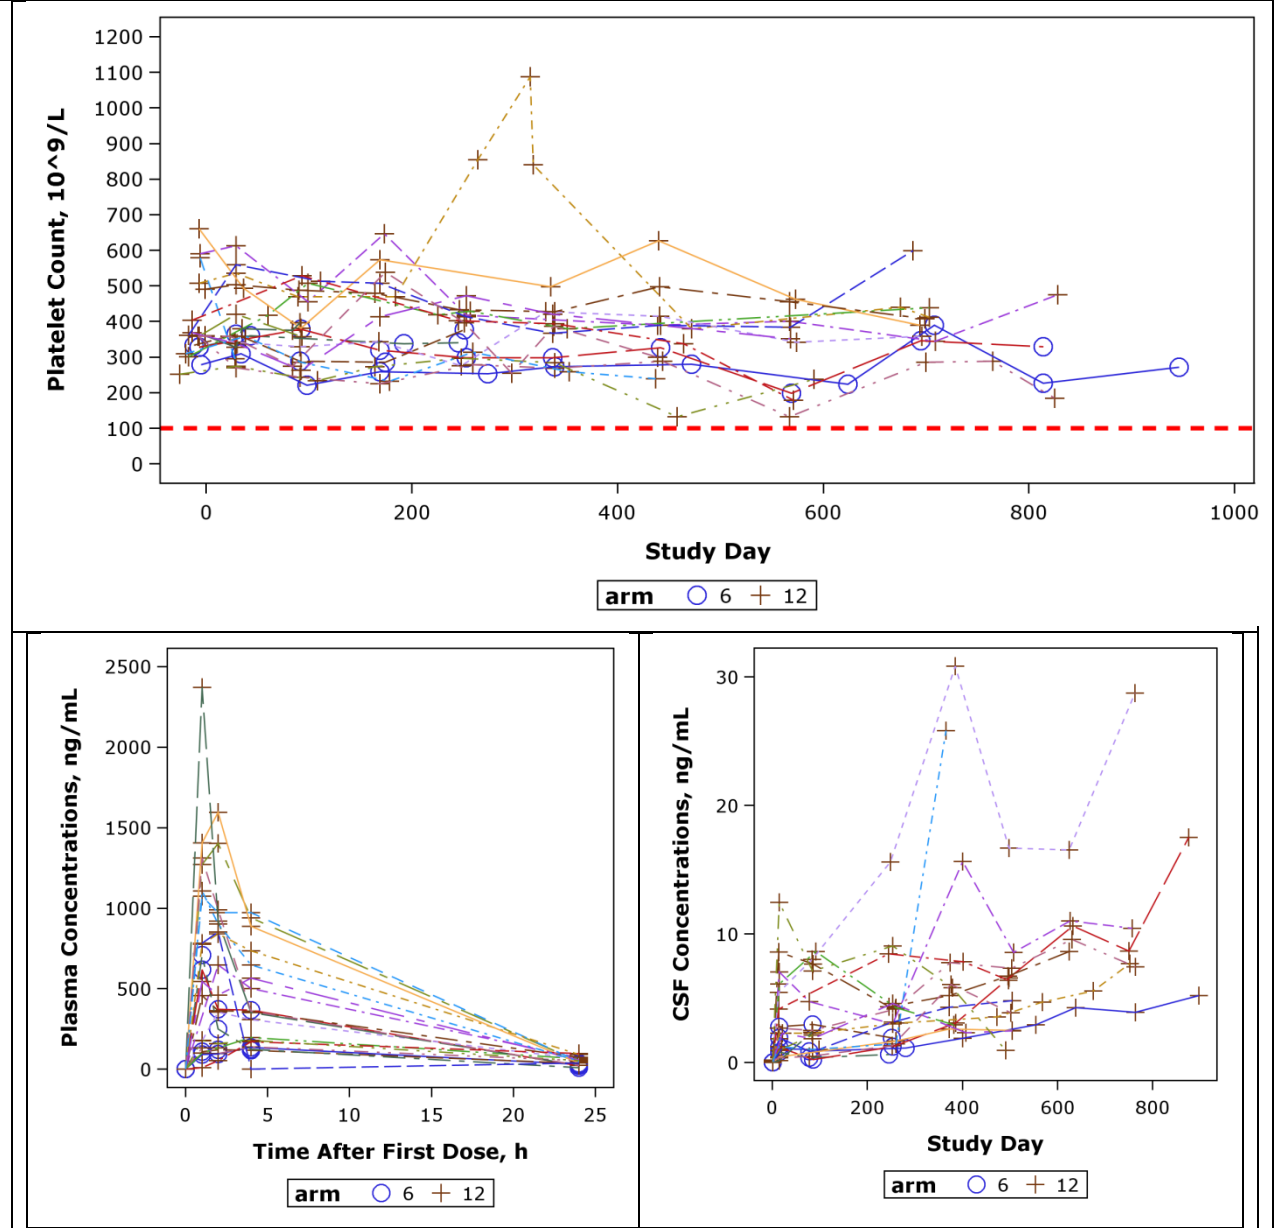 Platelet Count, 10^9/L
1200
1100
1000
900
800
700
600
500
400
300
200
100
0
0 200 400 600 800 1000
Study Day
arm 6 12
Plasma Concentrations, ng/mL
2500
2000
1500
1000
500
0
0 5 10 15 20 25
Time After First Dose, h
arm 6 12
CSF Concentrations, ng/mL
30
20
10
0
0 200 400 600 800
Study Day
arm 6 12